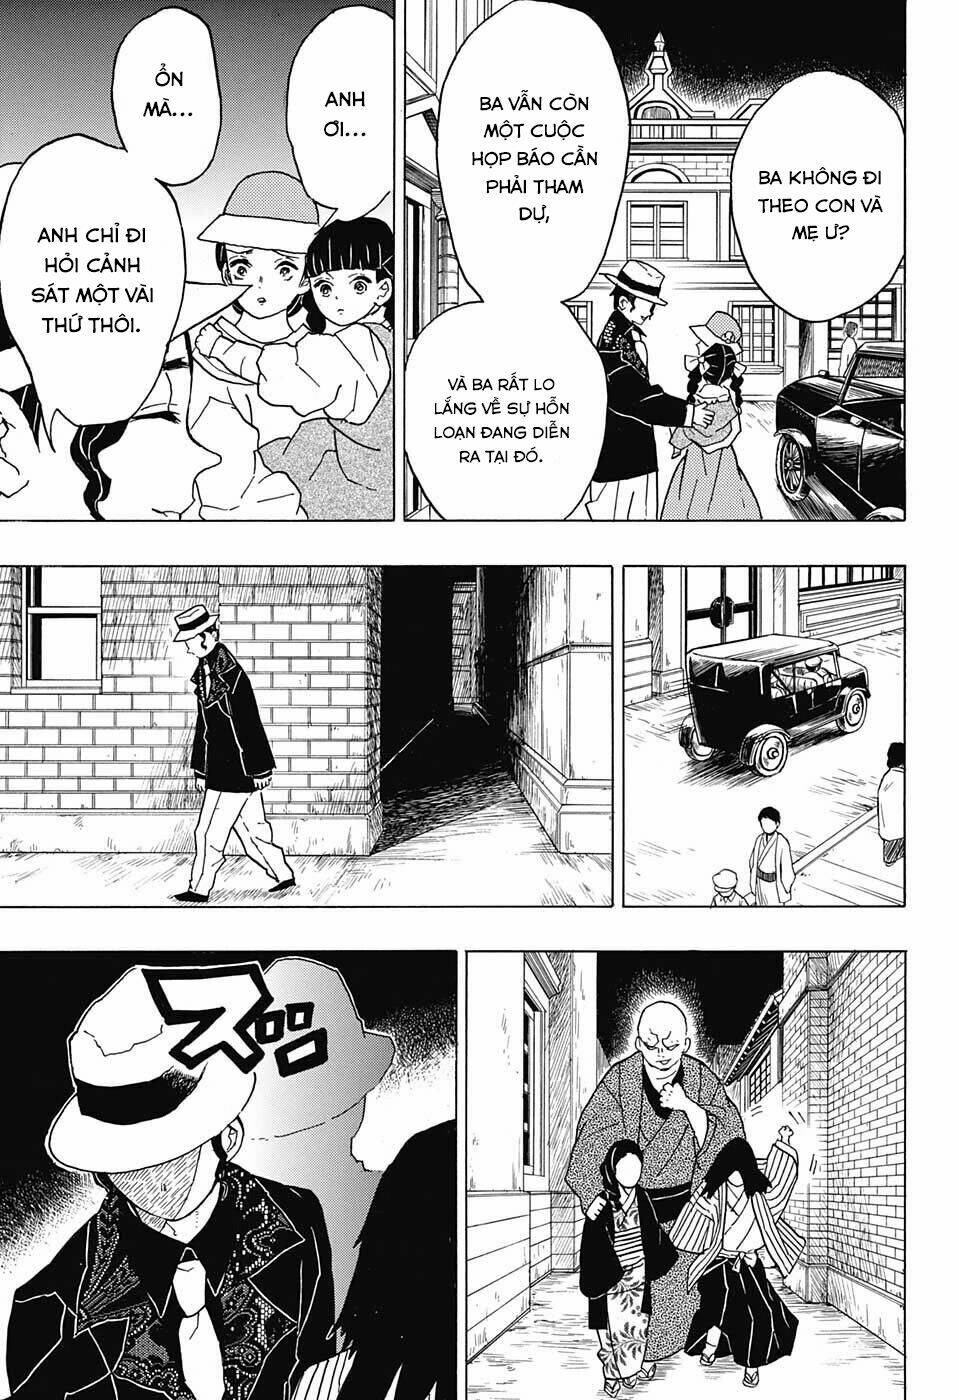 BA KHÔNG ĐI
THEO CON VÀ
MẸ Ư?
BA VẪN CÒN
MỘT CUỘC
HỌP BÁO CẦN
PHẢI THAM
DỰ,
VÀ BA RẤT LO
LẮNG VỀ SỰ HỖN
LOẠN ĐANG DIỄN
RA TẠI ĐÓ.
ANH
ƠI...
ỔN
MÀ...
ANH CHỈ ĐI
HỎI CẢNH
SÁT MỘT VÀI
THỨ THÔI.